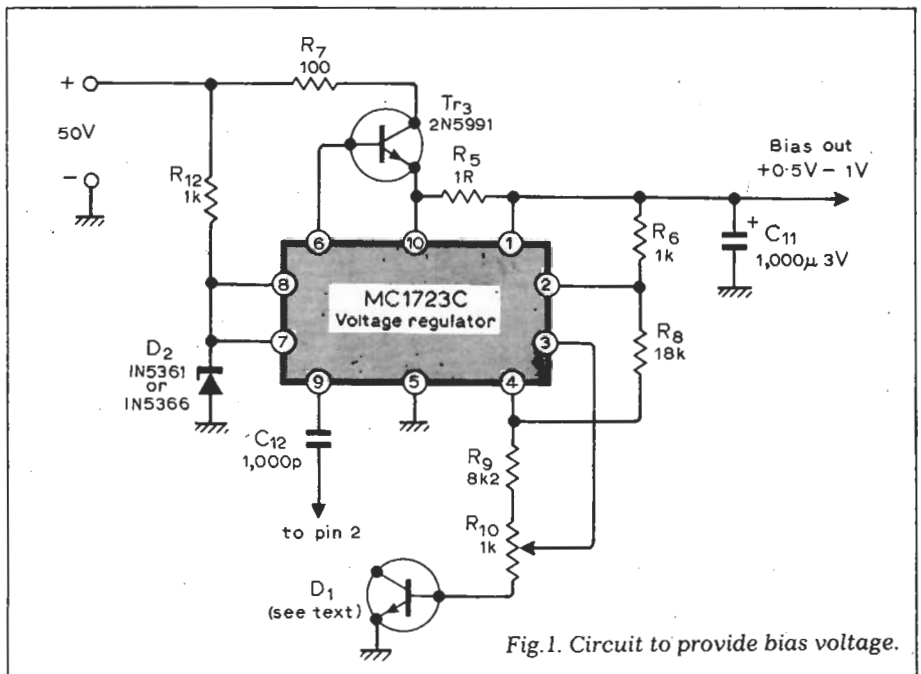 R7
100
+
50V
−
Tr3
2N5991
R5
1R
Bias out
+0·5V – 1V
R12
1k
6
10
1
R6
1k
+
C11
1,000μ 3V
8
MC1723C
Voltage regulator
2
7
3
R8
18k
D2
IN5361
or
IN5366
9
5
4
C12
1,000p
R9
8k2
to pin 2
R10
1k
D1
(see text)
Fig.1. Circuit to provide bias voltage.